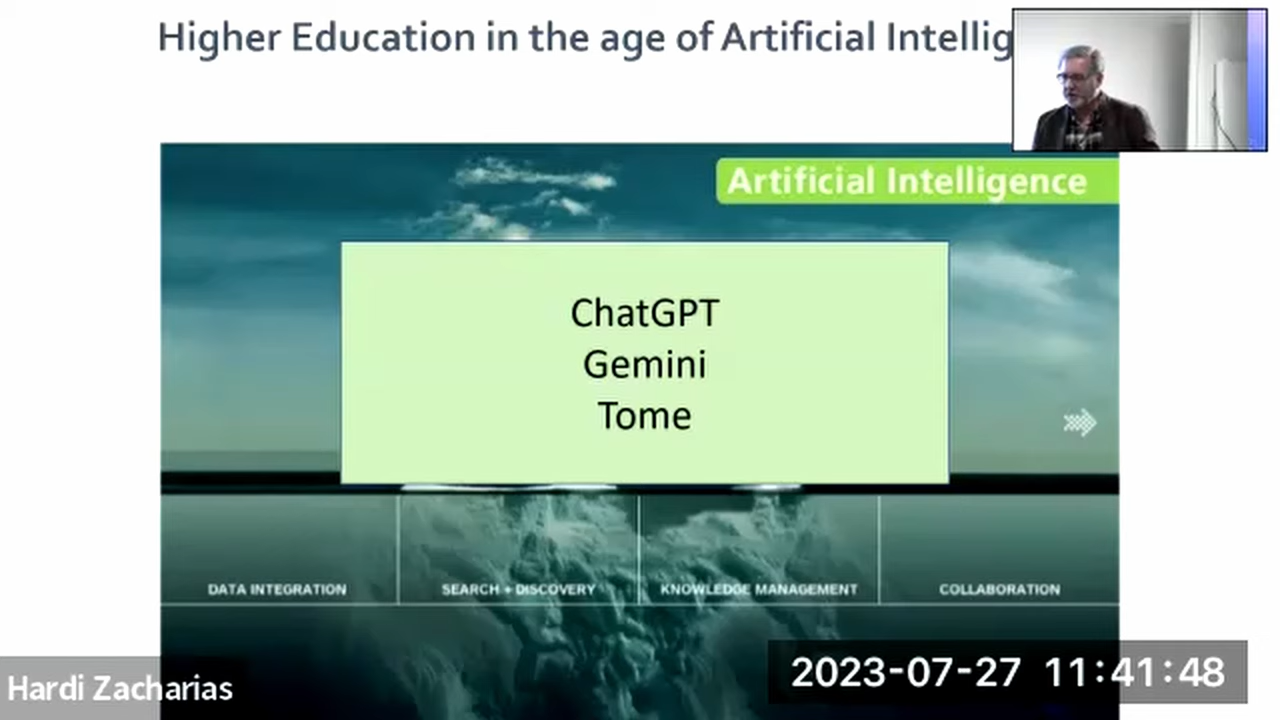 Higher Education in the age of Artificial Intellig
Artificial Intelligence
ChatGPT
Gemini
Tome
DATA INTEGRATION
SEARCH + DISCOVERY
KNOWLEDGE MANAGEMENT
COLLABORATION
Hardi Zacharias
2023-07-27 11:41:48